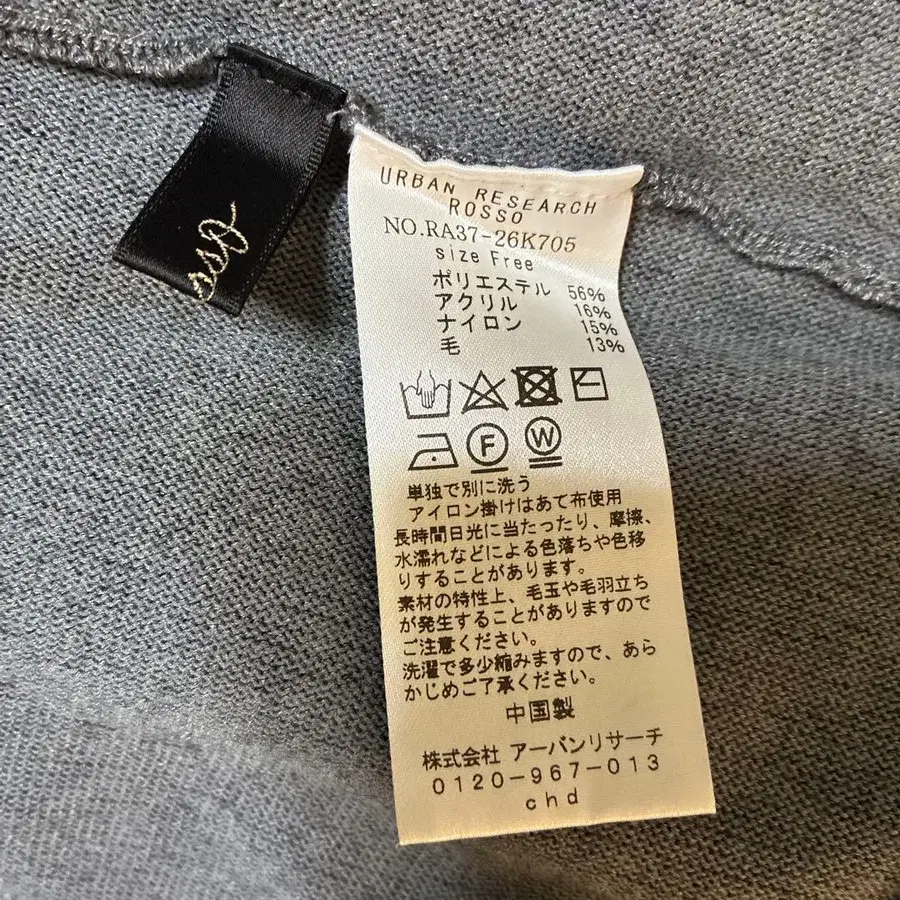 URBAN RESEARCH
ROSSO
NO.RA37-26K705
size Free
ポリエステル 56%
アクリル 16%
ナイロン 15%
毛 13%
F W
単独で別に洗う
アイロン掛けはあて布使用
長時間日光に当たったり、摩擦、
水濡れなどによる色落ちや色移
りすることがあります。
素材の特性上、毛玉や毛羽立ち
が発生することがありますので
ご注意ください。
洗濯で多少縮みますので、あら
かじめご了承ください。
中国製
株式会社 アーバンリサーチ
0120-967-013
chd